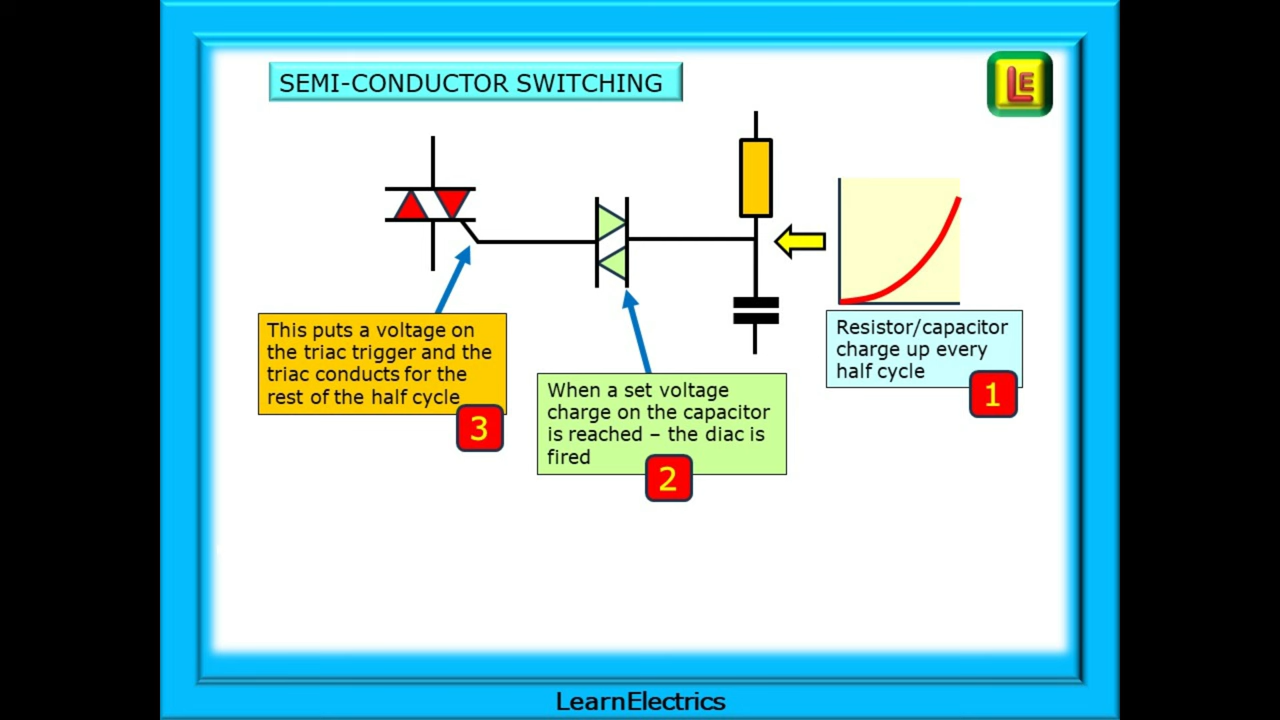 SEMI-CONDUCTOR SWITCHING
LE
Resistor/capacitor
charge up every
half cycle
1
When a set voltage
charge on the capacitor
is reached – the diac is
fired
2
This puts a voltage on
the triac trigger and the
triac conducts for the
rest of the half cycle
3
LearnElectrics